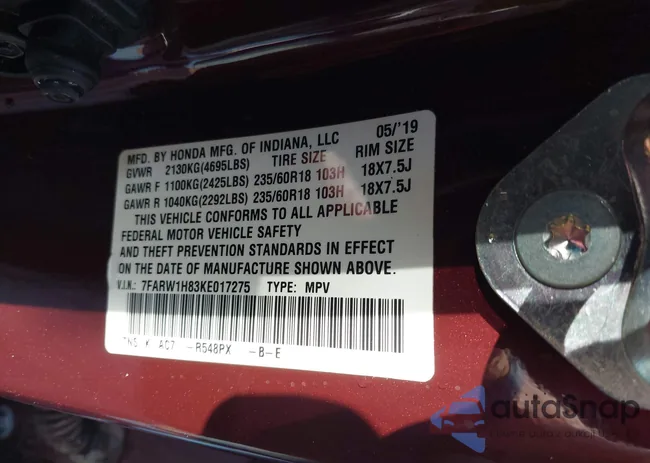 MFD. BY HONDA MFG. OF INDIANA, LLC 05/'19
GVWR 2130KG(4695LBS) TIRE SIZE RIM SIZE
GAWR F 1100KG(2425LBS) 235/60R18 103H 18X7.5J
GAWR R 1040KG(2292LBS) 235/60R18 103H 18X7.5J
THIS VEHICLE CONFORMS TO ALL APPLICABLE
FEDERAL MOTOR VEHICLE SAFETY
AND THEFT PREVENTION STANDARDS IN EFFECT
ON THE DATE OF MANUFACTURE SHOWN ABOVE.
V.I.N.: 7FARW1H83KE017275 TYPE: MPV
TNS K AC7 -R548PX -B-E
autoSnap